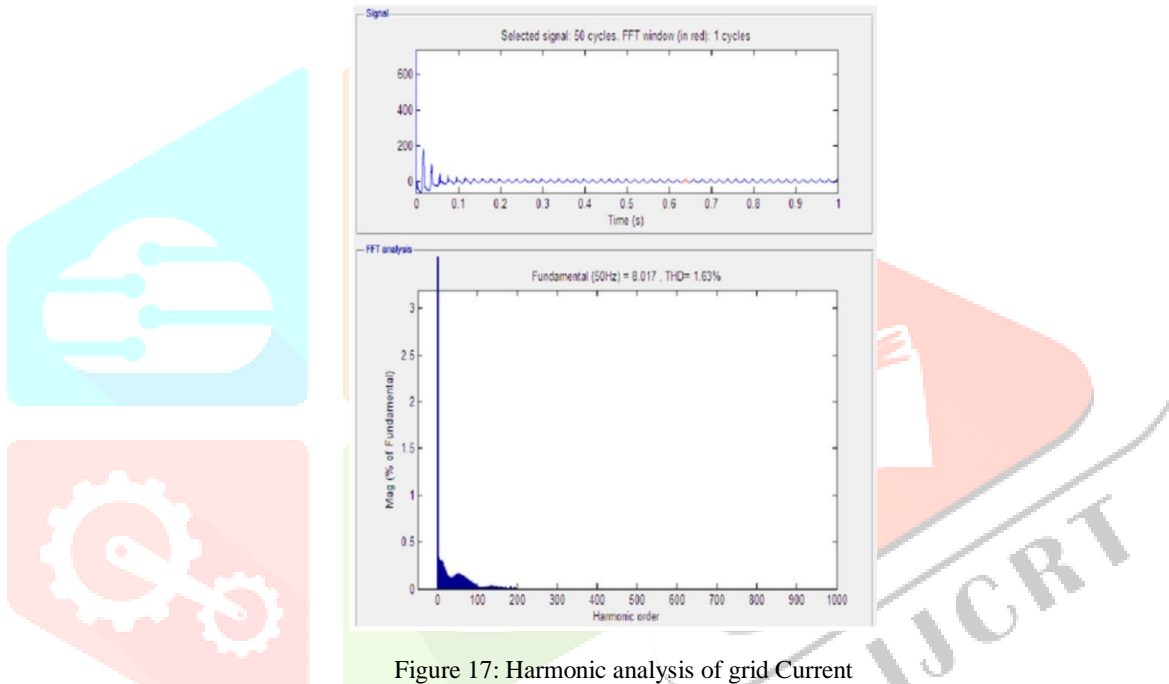 Signal
Selected signal: 50 cycles. FFT window (in red): 1 cycles
600
400
200
0
0 0.1 0.2 0.3 0.4 0.5 0.6 0.7 0.8 0.9 1
Time (s)
FFT analysis
Fundamental (50Hz) = 8.017 , THD= 1.63%
Mag (% of Fundamental)
3
2.5
2
1.5
1
0.5
0
0 100 200 300 400 500 600 700 800 900 1000
Harmonic order
IJCRT
Figure 17: Harmonic analysis of grid Current